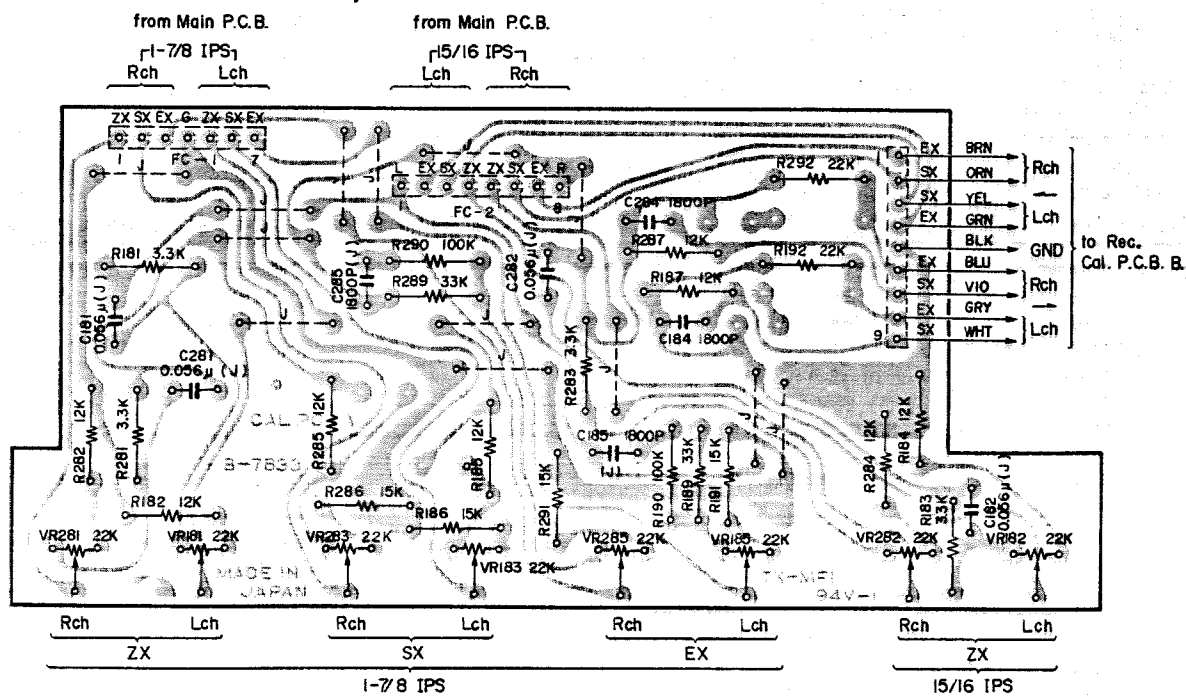 from Main P.C.B.
from Main P.C.B.
1-7/8 IPS
15/16 IPS
Rch Lch
Lch Rch
ZX SX EX G ZX SX EX
1 FC-1 7
J
EX SX ZX ZX SX EX R
1 FC-2 8
R292 22K
C284 1800P
R287 12K
R192 22K
R187 12K
C184 1800P
1 EX BRN
SX ORN
Rch
SX YEL
EX GRN
Lch
BLK GND
EX BLU
SX VIO
Rch
EX GRY
9 SX WHT
Lch
to Rec.
Cal. P.C.B. B.
R181 3.3K
C181
0.056μ(J)
C281
0.056μ(J)
C285
1800P(J)
R290 100K
R289 33K
C282
0.056μ(J)
R283 3.3K
R282 12K
R281 3.3K
CAL. P.C.
B-7833
R285 12K
R185 12K
R291 15K
C185 1800P
(J)
R190 100K
R189 33K
R191 15K
R284 12K
R184 12K
R183
3.3K
C182
0.056μ(J)
R182 12K
R286 15K
R186 15K
VR281 22K
VR181 22K
VR283 22K
VR183 22K
VR285 22K
VR185 22K
VR282 22K
VR182 22K
MADE IN
JAPAN
94V-
Rch Lch
Rch Lch
Rch Lch
Rch Lch
ZX SX EX ZX
1-7/8 IPS
15/16 IPS